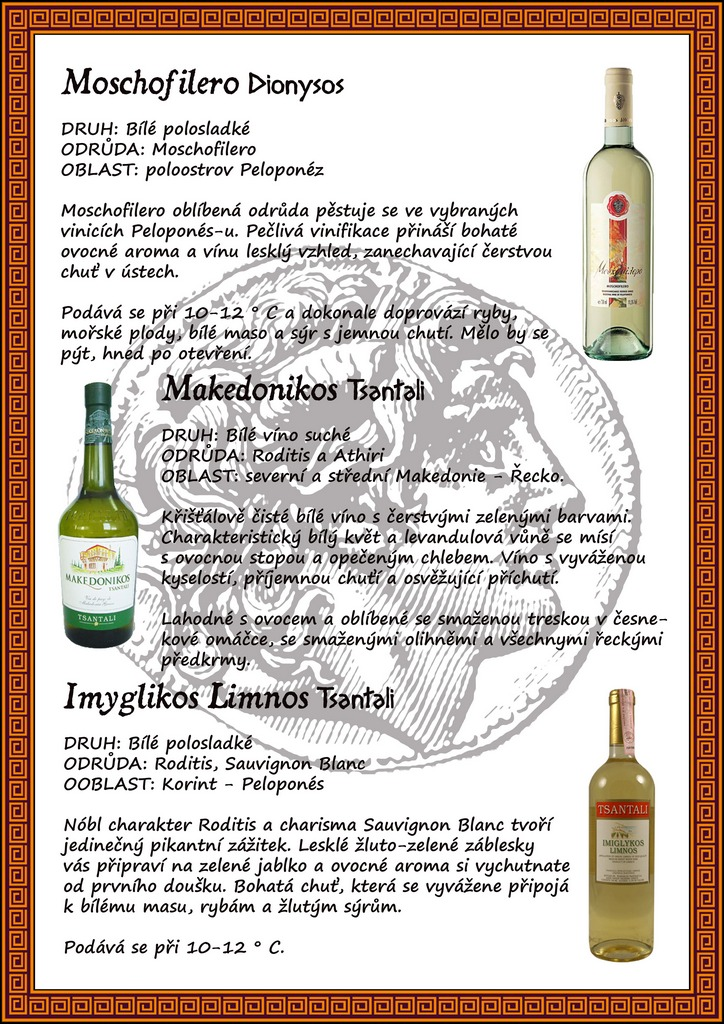 Moschofilero Dionysos
DRUH: Bílé polosladké
ODRŮDA: Moschofilero
OBLAST: poloostrov Peloponéz
Moschofilero oblíbená odrůda pěstuje se ve vybraných
vinicích Peloponés-u. Pečlivá vinifikace přináší bohaté
ovocné aroma a vínu lesklý vzhled, zanechavající čerstvou
chuť v ústech.
Podává se při 10-12 ° C a dokonale doprovází ryby,
mořské plody, bílé maso a sýr s jemnou chutí. Mělo by se
pýt, hned po otevření.
MOSCHOFILERO
Makedonikos Tsantali
DRUH: Bílé víno suché
ODRŮDA: Roditis a Athiri
OBLAST: severní a střední Makedonie - Řecko.
Křišťálově čisté bílé víno s čerstvými zelenými barvami.
Charakteristický bílý květ a levandulová vůně se mísí
s ovocnou stopou a opečeným chlebem. Víno s vyváženou
kyselostí, příjemnou chuťí a osvěžující příchutí.
Lahodné s ovocem a oblíbené se smaženou treskou v česne-
kové omáčce, se smaženými olihněmi a všechnymi řeckými
předkrmy.
MAKEDONIKOS
TSANTALI
TSANTALI
Imyglikos Limnos Tsantali
DRUH: Bílé polosladké
ODRŮDA: Roditis, Sauvignon Blanc
OOBLAST: Korint - Peloponés
Nóbl charakter Roditis a charisma Sauvignon Blanc tvoří
jedinečný pikantní zážitek. Lesklé žluto-zelené záblesky
vás připraví na zelené jablko a ovocné aroma si vychutnate
od prvního doušku. Bohatá chuť, která se vyvážene připojá
k bílému masu, rybám a žlutým sýrům.
Podává se při 10-12 ° C.
TSANTALI
IMIGLYKOS
LIMNOS